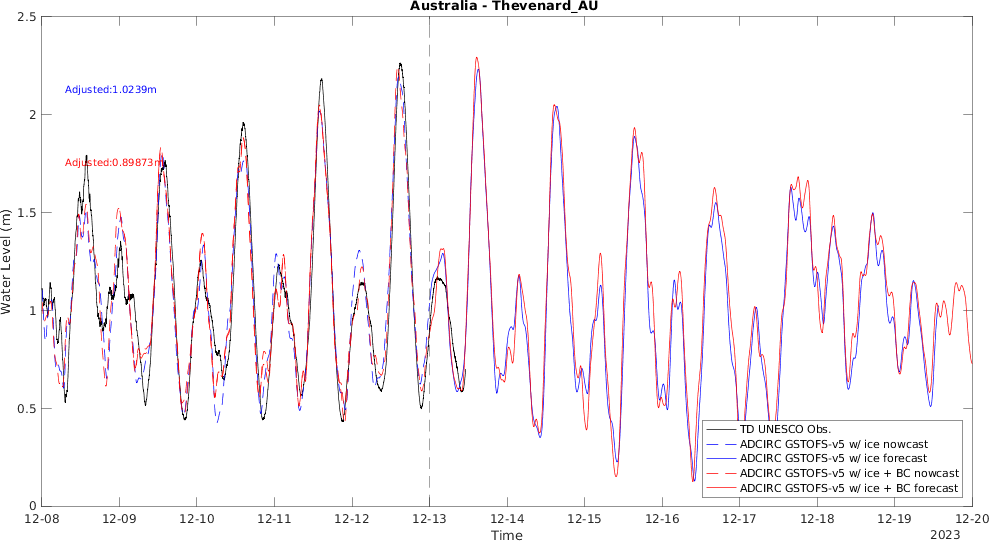 Australia - Thevenard_AU
2.5
2
1.5
1
0.5
0
Water Level (m)
Adjusted:1.0239m
Adjusted:0.89873m
TD UNESCO Obs.
ADCIRC GSTOFS-v5 w/ ice nowcast
ADCIRC GSTOFS-v5 w/ ice forecast
ADCIRC GSTOFS-v5 w/ ice + BC nowcast
ADCIRC GSTOFS-v5 w/ ice + BC forecast
12-08 12-09 12-10 12-11 12-12 12-13 12-14 12-15 12-16 12-17 12-18 12-19 12-20
Time
2023